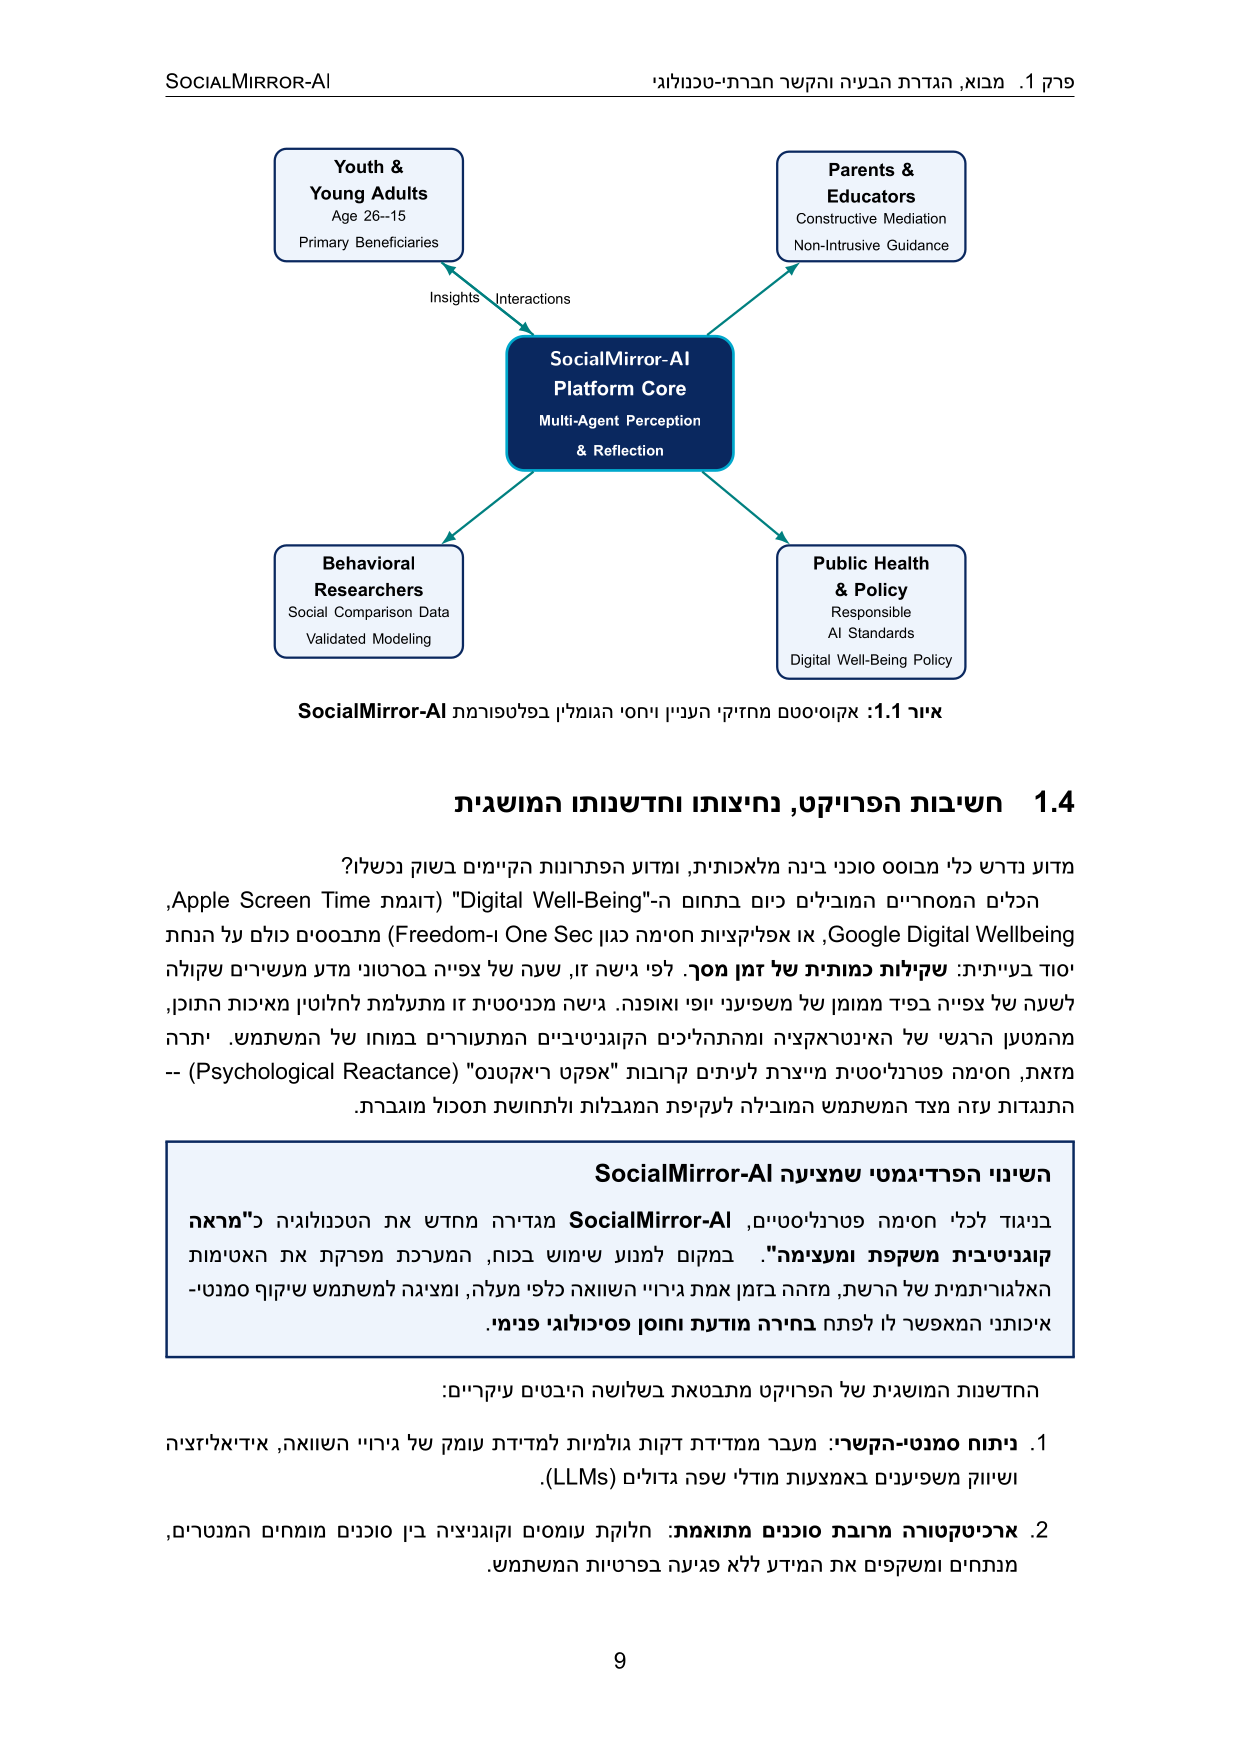 פרק 1. מבוא, הגדרת הבעיה והקשר חברתי-טכנולוגי
SOCIALMIRROR-AI
Youth &
Young Adults
Age 26--15
Primary Beneficiaries
Parents &
Educators
Constructive Mediation
Non-Intrusive Guidance
Insights
Interactions
SocialMirror-AI
Platform Core
Multi-Agent Perception
& Reflection
Behavioral
Researchers
Social Comparison Data
Validated Modeling
Public Health
& Policy
Responsible
AI Standards
Digital Well-Being Policy
איור 1.1: אקוסיסטם מחזיקי העניין ויחסי הגומלין בפלטפורמת SocialMirror-AI
1.4 חשיבות הפרויקט, נחיצותו וחדשנותו המושגית
מדוע נדרש כלי מבוסס סוכני בינה מלאכותית, ומדוע הפתרונות הקיימים בשוק נכשלו?
הכלים המסחריים המובילים כיום בתחום ה-"Digital Well-Being" (דוגמת Apple Screen Time,
Google Digital Wellbeing, או אפליקציות חסימה כגון One Sec ו-Freedom) מתבססים כולם על הנחת
יסוד בעייתית: שקילות כמותית של זמן מסך. לפי גישה זו, שעה של צפייה בסרטוני מדע מעשירים שקולה
לשעה של צפייה בפיד ממומן של משפיעני יופי ואופנה. גישה מכניסטית זו מתעלמת לחלוטין מאיכות התוכן,
מהמטען הרגשי של האינטראקציה ומהתהליכים הקוגניטיביים המתעוררים במוחו של המשתמש. יתרה
מזאת, חסימה פטרנליסטית מייצרת לעיתים קרובות "אפקט ריאקטנס" (Psychological Reactance) --
התנגדות עזה מצד המשתמש המובילה לעקיפת המגבלות ולתחושת תסכול מוגברת.
השינוי הפרדיגמטי שמציעה SocialMirror-AI
בניגוד לכלי חסימה פטרנליסטיים, SocialMirror-AI מגדירה מחדש את הטכנולוגיה כ"מראה
קוגניטיבית משקפת ומעצימה". במקום למנוע שימוש בכוח, המערכת מפרקת את האטימות
האלגוריתמית של הרשת, מזהה בזמן אמת גירויי השוואה כלפי מעלה, ומציגה למשתמש שיקוף סמנטי-
איכותני המאפשר לו לפתח בחירה מודעת וחוסן פסיכולוגי פנימי.
החדשנות המושגית של הפרויקט מתבטאת בשלושה היבטים עיקריים:
1. ניתוח סמנטי-הקשרי: מעבר ממדידת דקות גולמיות למדידת עומק של גירויי השוואה, אידיאליזציה
ושיווק משפיענים באמצעות מודלי שפה גדולים (LLMs).
2. ארכיטקטורה מרובת סוכנים מתואמת: חלוקת עומסים וקוגניציה בין סוכנים מומחים המנטרים,
מנתחים ומשקפים את המידע ללא פגיעה בפרטיות המשתמש.
9